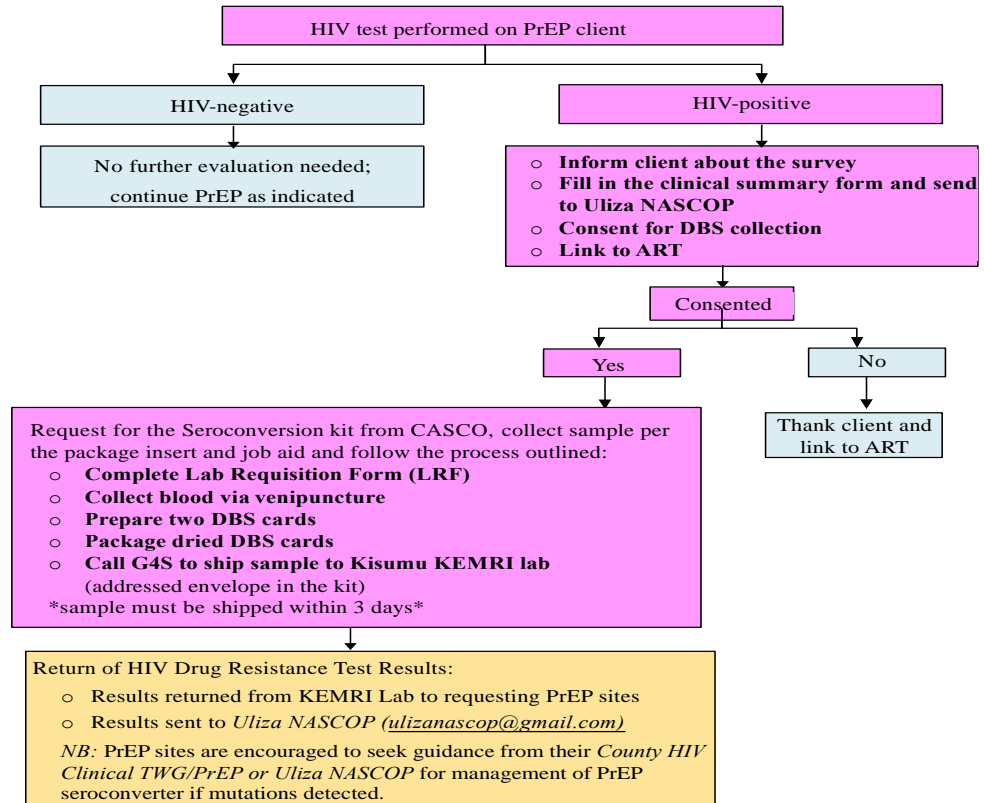 HIV test performed on PrEP client
HIV-negative
HIV-positive
No further evaluation needed;
continue PrEP as indicated
o Inform client about the survey
o Fill in the clinical summary form and send
to Uliza NASCOP
o Consent for DBS collection
o Link to ART
Consented
Yes
No
Thank client and
link to ART
Request for the Seroconversion kit from CASCO, collect sample per
the package insert and job aid and follow the process outlined:
o Complete Lab Requisition Form (LRF)
o Collect blood via venipuncture
o Prepare two DBS cards
o Package dried DBS cards
o Call G4S to ship sample to Kisumu KEMRI lab
(addressed envelope in the kit)
*sample must be shipped within 3 days*
Return of HIV Drug Resistance Test Results:
o Results returned from KEMRI Lab to requesting PrEP sites
o Results sent to Uliza NASCOP (ulizanascop@gmail.com)
NB: PrEP sites are encouraged to seek guidance from their County HIV
Clinical TWG/PrEP or Uliza NASCOP for management of PrEP
seroconverter if mutations detected.